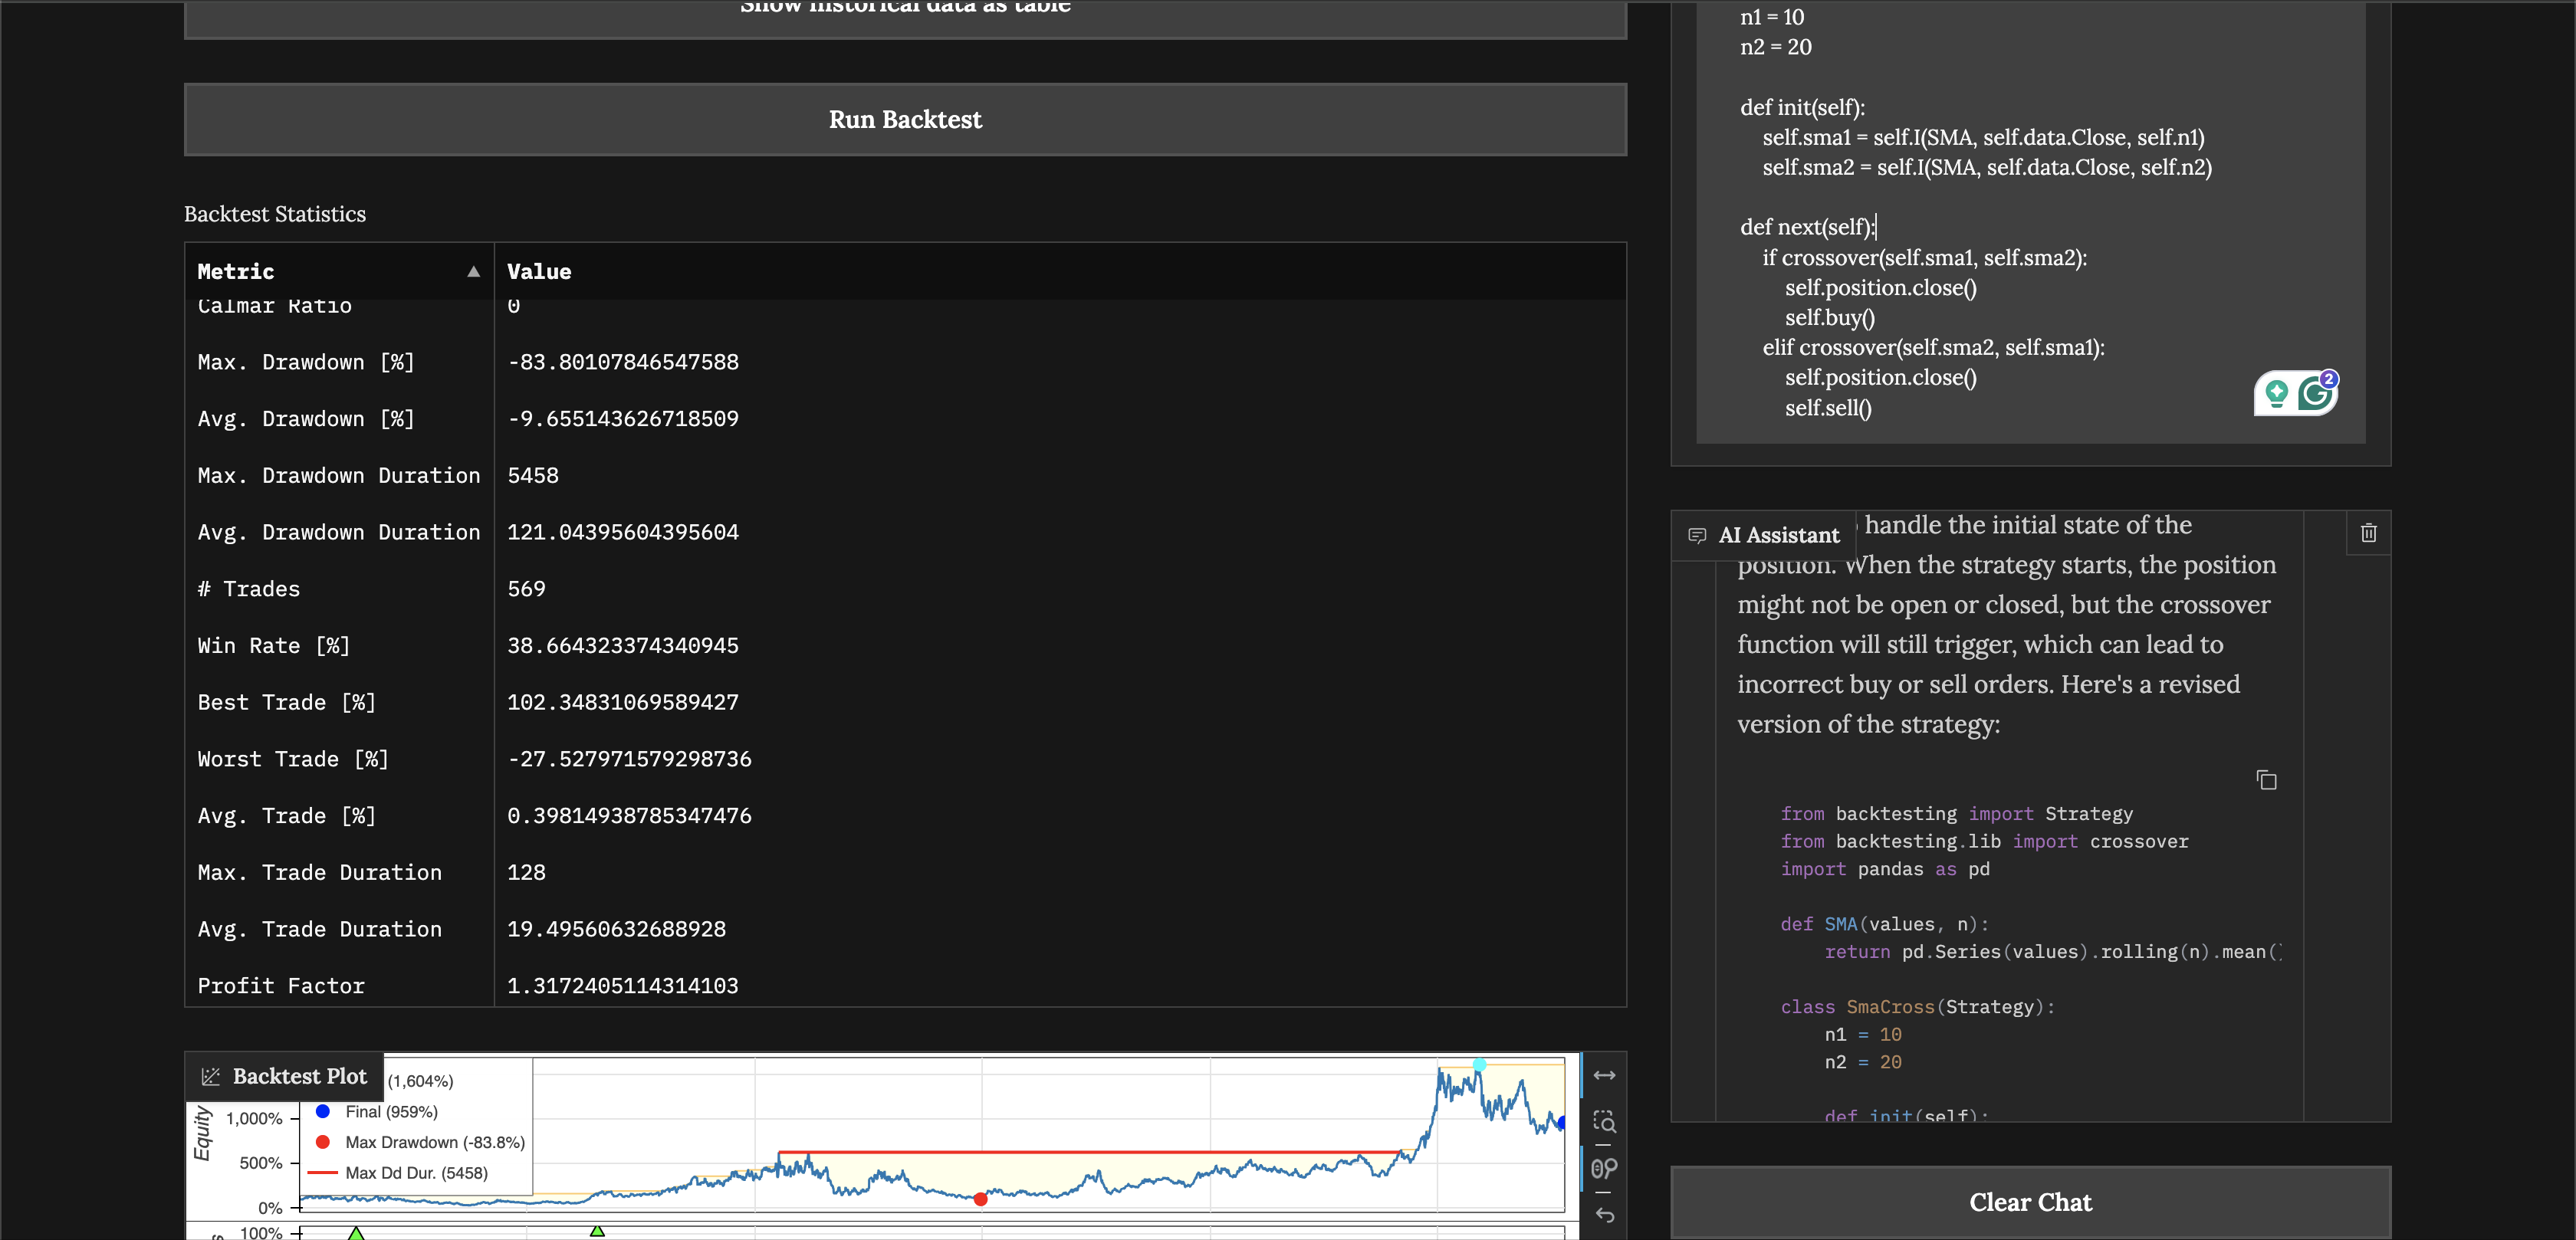 Show historical data as table
Run Backtest
Backtest Statistics
Metric ▲ Value
Calmar Ratio 0
Max. Drawdown [%] -83.80107846547588
Avg. Drawdown [%] -9.655143626718509
Max. Drawdown Duration 5458
Avg. Drawdown Duration 121.04395604395604
# Trades 569
Win Rate [%] 38.664323374340945
Best Trade [%] 102.34831069589427
Worst Trade [%] -27.527971579298736
Avg. Trade [%] 0.39814938785347476
Max. Trade Duration 128
Avg. Trade Duration 19.49560632688928
Profit Factor 1.3172405114314103
Backtest Plot
(1,604%)
Final (959%)
Max Drawdown (-83.8%)
Max Dd Dur. (5458)
Equity
1,000%
500%
0%
100%
n1 = 10
n2 = 20
def init(self):
self.sma1 = self.I(SMA, self.data.Close, self.n1)
self.sma2 = self.I(SMA, self.data.Close, self.n2)
def next(self):
if crossover(self.sma1, self.sma2):
self.position.close()
self.buy()
elif crossover(self.sma2, self.sma1):
self.position.close()
self.sell()
2
AI Assistant
handle the initial state of the
position. When the strategy starts, the position
might not be open or closed, but the crossover
function will still trigger, which can lead to
incorrect buy or sell orders. Here's a revised
version of the strategy:
from backtesting import Strategy
from backtesting.lib import crossover
import pandas as pd
def SMA(values, n):
return pd.Series(values).rolling(n).mean()
class SmaCross(Strategy):
n1 = 10
n2 = 20
def init(self):
Clear Chat